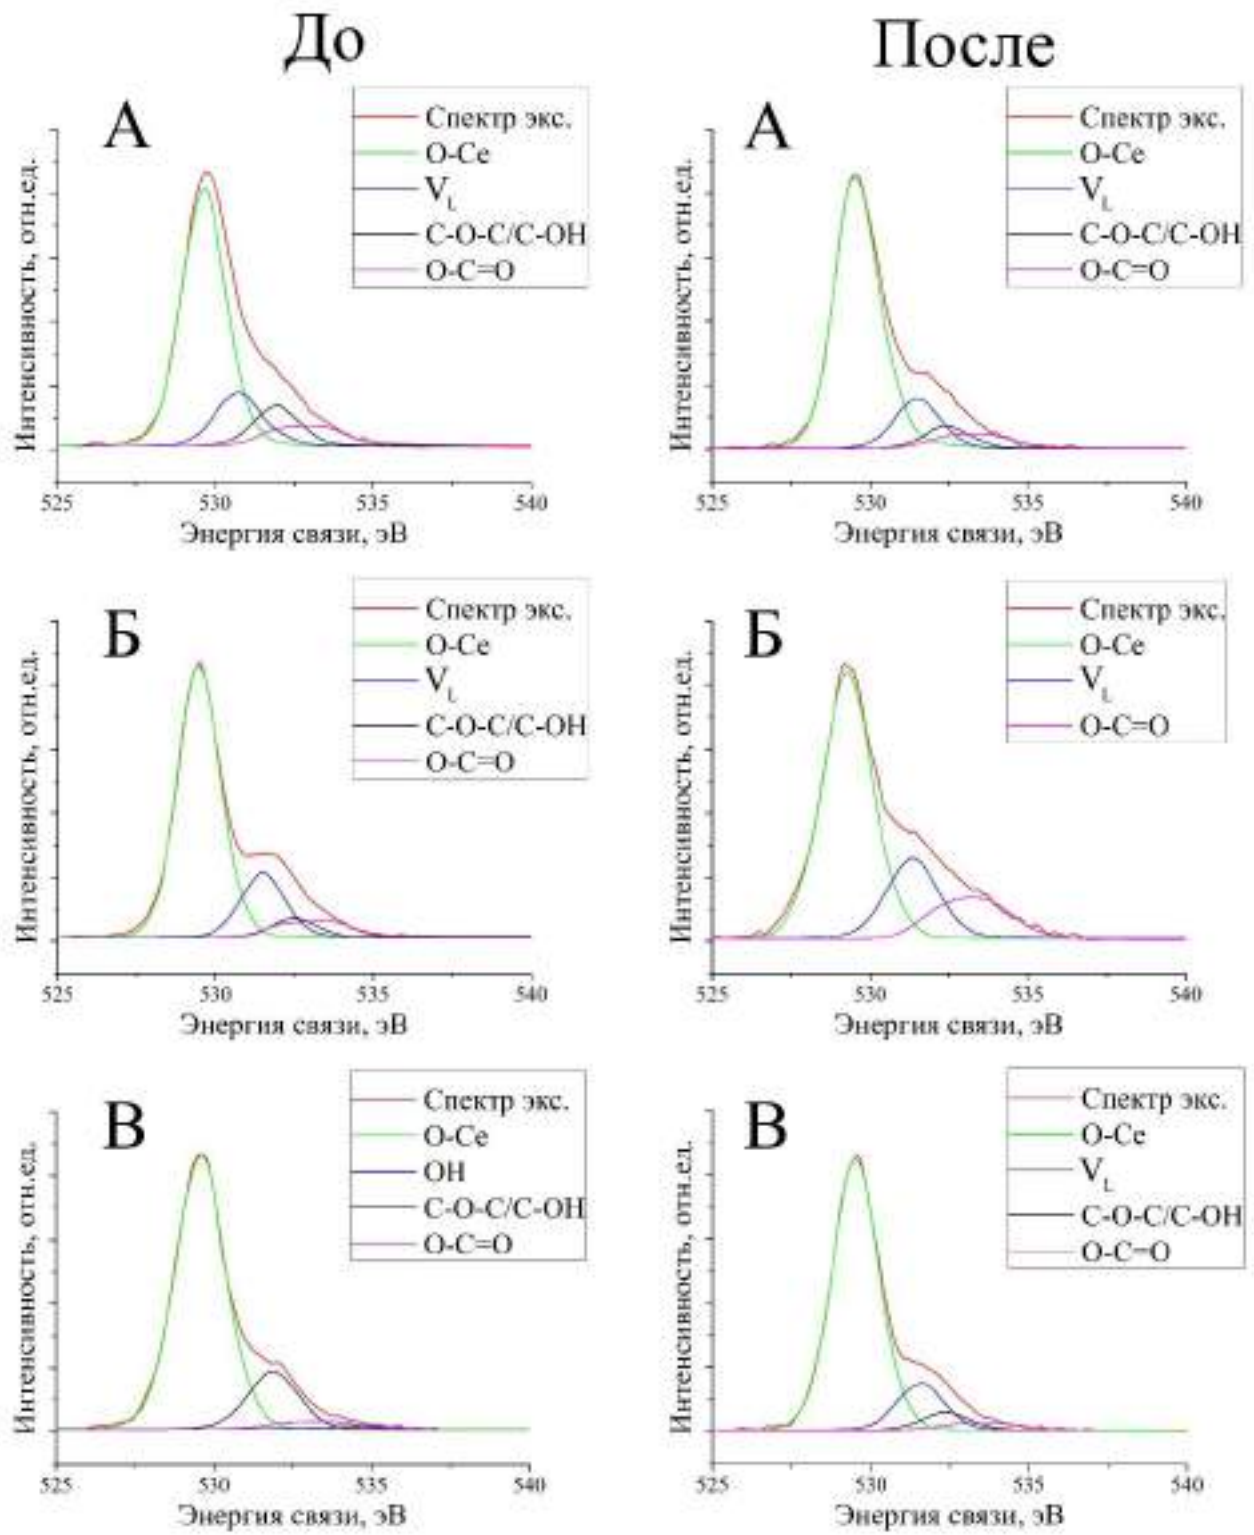 До
После
А
Спектр экс.
O-Ce
V_L
C-O-C/C-OH
O-C=O
Интенсивность, отн.ед.
525 530 535 540
Энергия связи, эВ
А
Спектр экс.
O-Ce
V_L
C-O-C/C-OH
O-C=O
Интенсивность, отн.ед.
525 530 535 540
Энергия связи, эВ
Б
Спектр экс.
O-Ce
V_L
C-O-C/C-OH
O-C=O
Интенсивность, отн.ед.
525 530 535 540
Энергия связи, эВ
Б
Спектр экс.
O-Ce
V_L
O-C=O
Интенсивность, отн.ед.
525 530 535 540
Энергия связи, эВ
В
Спектр экс.
O-Ce
OH
C-O-C/C-OH
O-C=O
Интенсивность, отн.ед.
525 530 535 540
Энергия связи, эВ
В
Спектр экс.
O-Ce
V_L
C-O-C/C-OH
O-C=O
Интенсивность, отн.ед.
525 530 535 540
Энергия связи, эВ